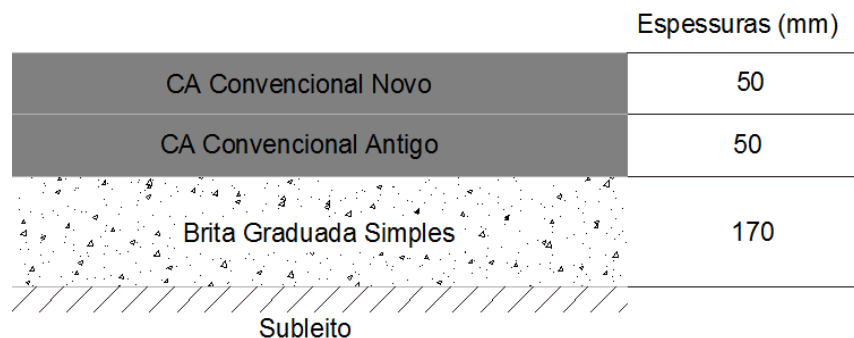 Espessuras (mm)
CA Convencional Novo 50
CA Convencional Antigo 50
Brita Graduada Simples 170
Subleito